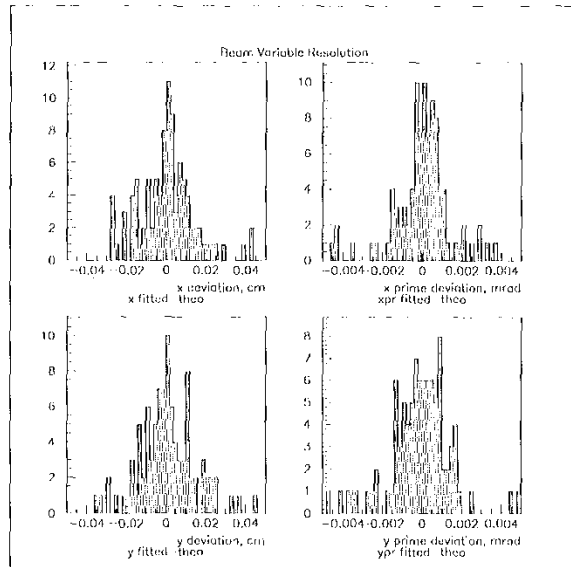 Beam Variable Resolution
12
10
8
6
4
2
0
-0.04 -0.02 0 0.02 0.04
x deviation, cm
x fitted - theo
10
8
6
4
2
0
-0.004 -0.002 0 0.002 0.004
x prime deviation, mrad
xpr fitted - theo
10
8
6
4
2
0
-0.04 -0.02 0 0.02 0.04
y deviation, cm
y fitted - theo
8
7
6
5
4
3
2
1
0
-0.004 -0.002 0 0.002 0.004
y prime deviation, mrad
ypr fitted - theo